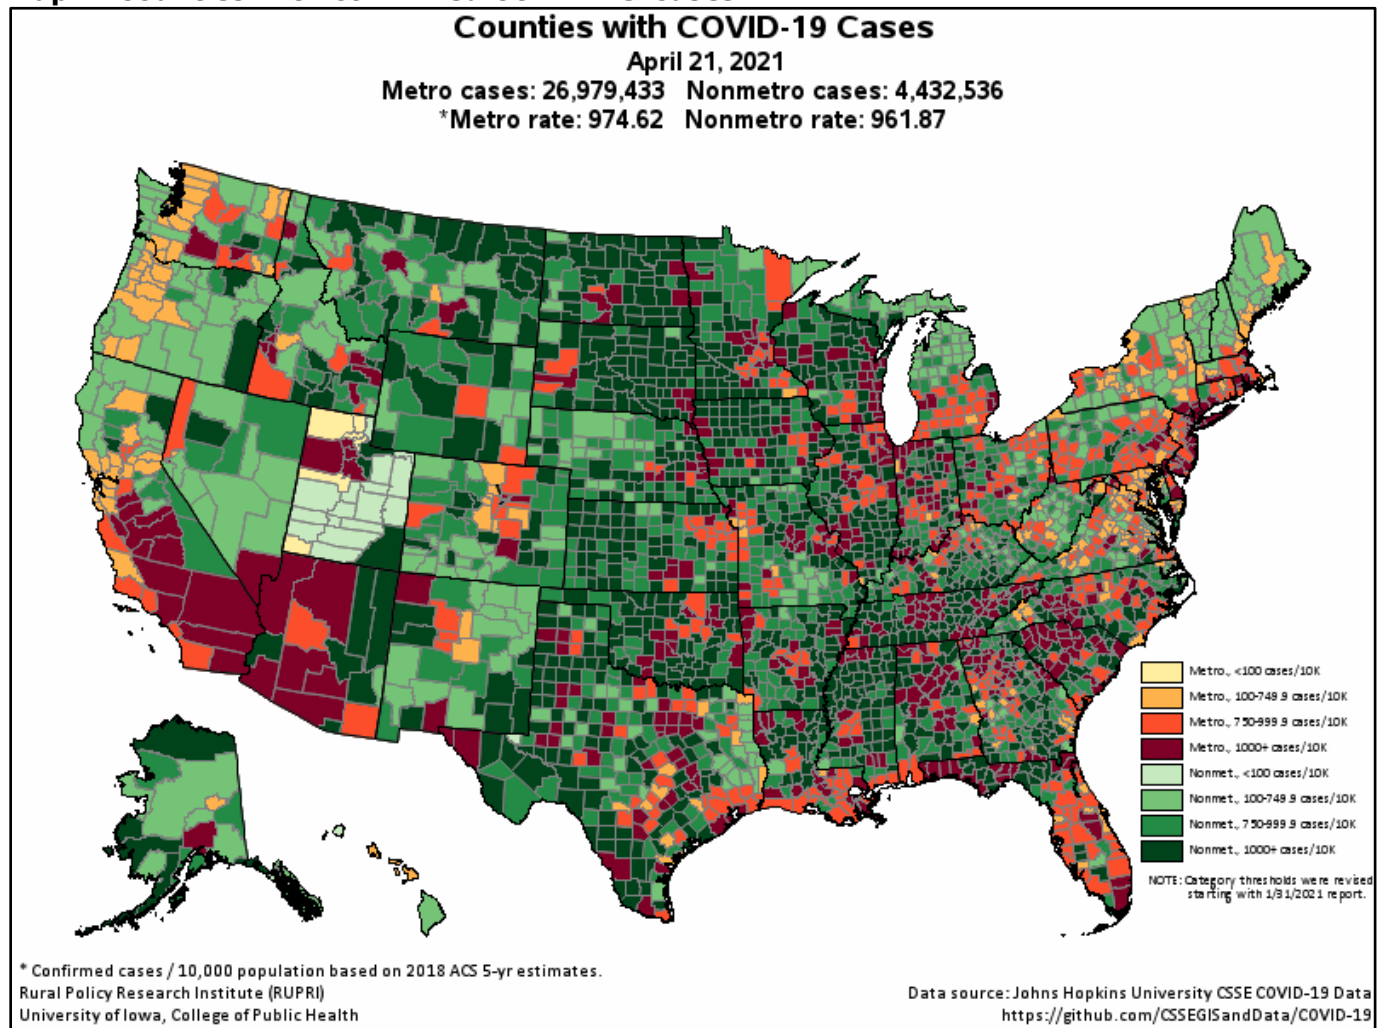 Counties with COVID-19 Cases
April 21, 2021
Metro cases: 26,979,433 Nonmetro cases: 4,432,536
*Metro rate: 974.62 Nonmetro rate: 961.87
Metro., <100 cases/10K
Metro., 100-749.9 cases/10K
Metro., 750-999.9 cases/10K
Metro., 1000+ cases/10K
Nonmet., <100 cases/10K
Nonmet., 100-749.9 cases/10K
Nonmet., 750-999.9 cases/10K
Nonmet., 1000+ cases/10K
NOTE: Category thresholds were revised
starting with 1/31/2021 report.
* Confirmed cases / 10,000 population based on 2018 ACS 5-yr estimates.
Rural Policy Research Institute (RUPRI)
University of Iowa, College of Public Health
Data source: Johns Hopkins University CSSE COVID-19 Data
https://github.com/CSSEGISandData/COVID-19